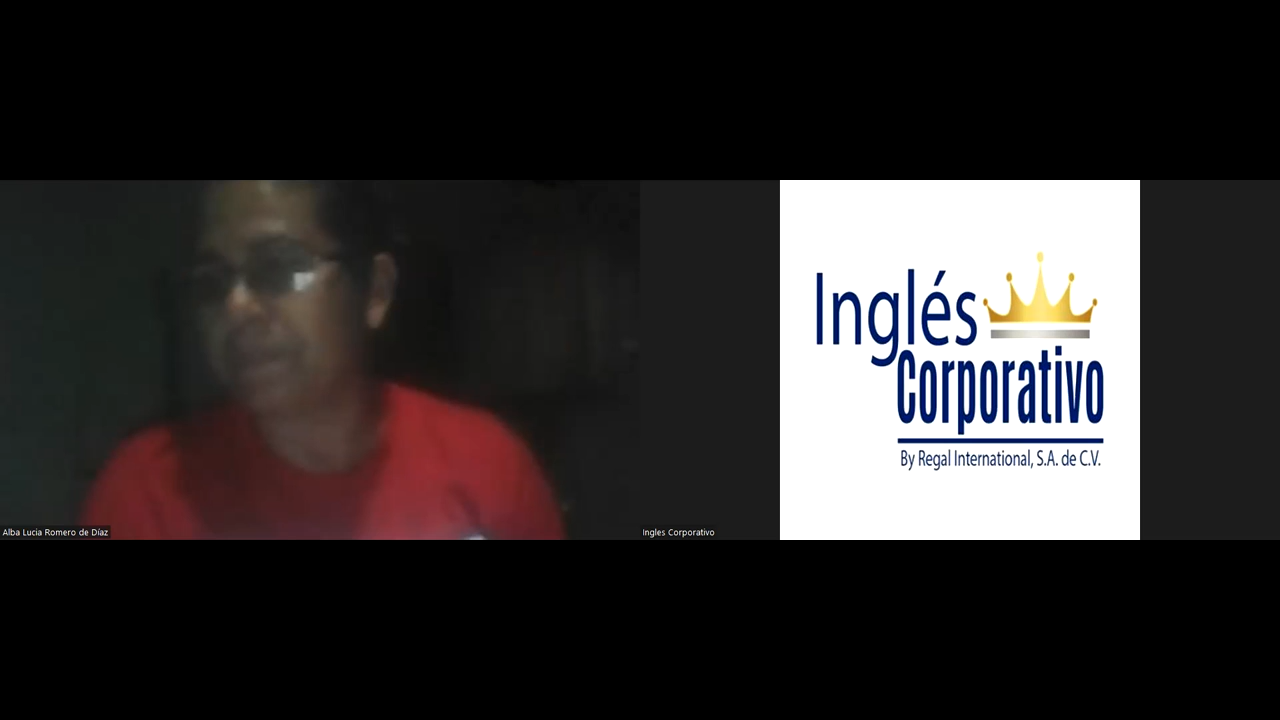 Inglés
Corporativo
By Regal International, S.A. de C.V.
Alba Lucia Romero de Díaz
Ingles Corporativo